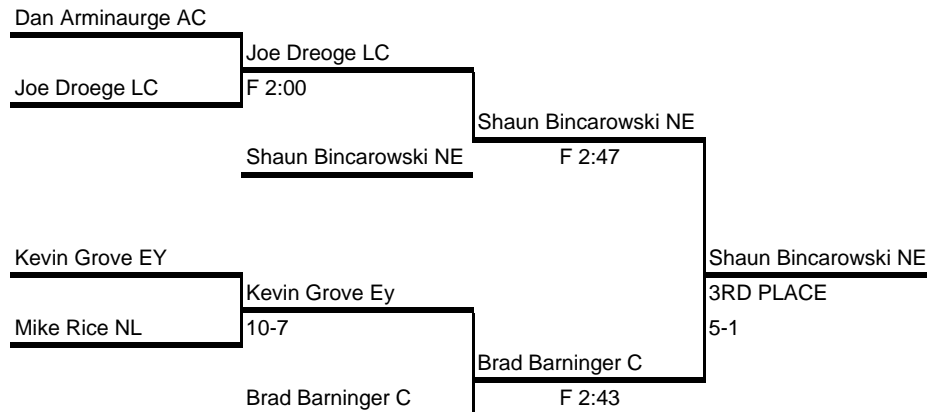 Dan Arminaurge AC
Joe Dreoge LC
Joe Droege LC
F 2:00
Shaun Bincarowski NE
Shaun Bincarowski NE
F 2:47
Kevin Grove EY
Shaun Bincarowski NE
Kevin Grove Ey
3RD PLACE
Mike Rice NL
10-7
5-1
Brad Barninger C
Brad Barninger C
F 2:43